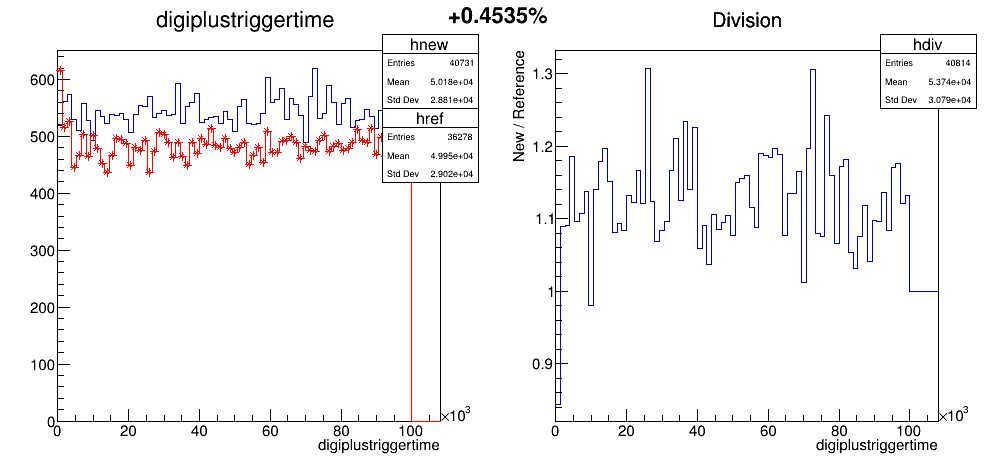 +0.4535%
digiplustriggertime
hnew
Entries 40731
Mean 5.018e+04
Std Dev 2.881e+04
href
Entries 36278
Mean 4.995e+04
Std Dev 2.902e+04
600
500
400
300
200
100
0
0 20 40 60 80 100
×10³
digiplustriggertime
Division
hdiv
Entries 40814
Mean 5.374e+04
Std Dev 3.079e+04
New / Reference
1.3
1.2
1.1
1
0.9
0 20 40 60 80 100
×10³
digiplustriggertime